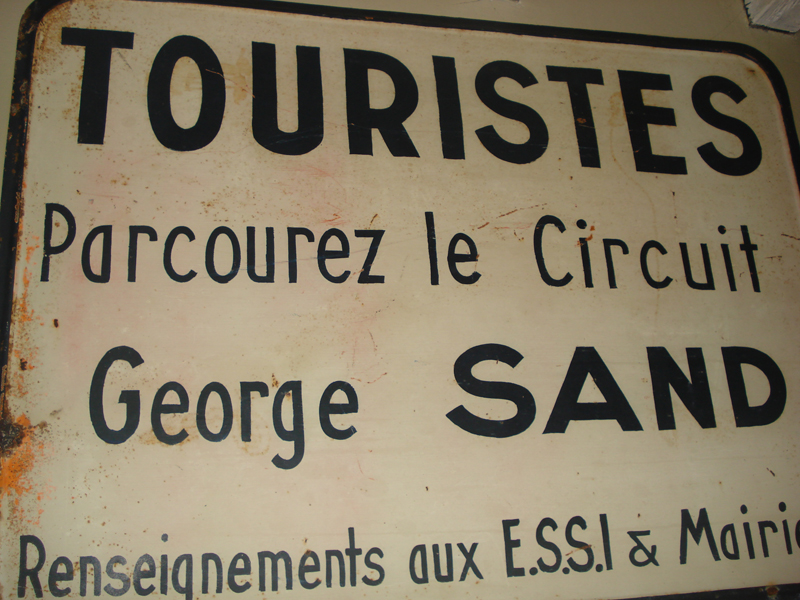 TOURISTES
Parcourez le Circuit
George SAND
Renseignements aux E.S.S.I & Mairie